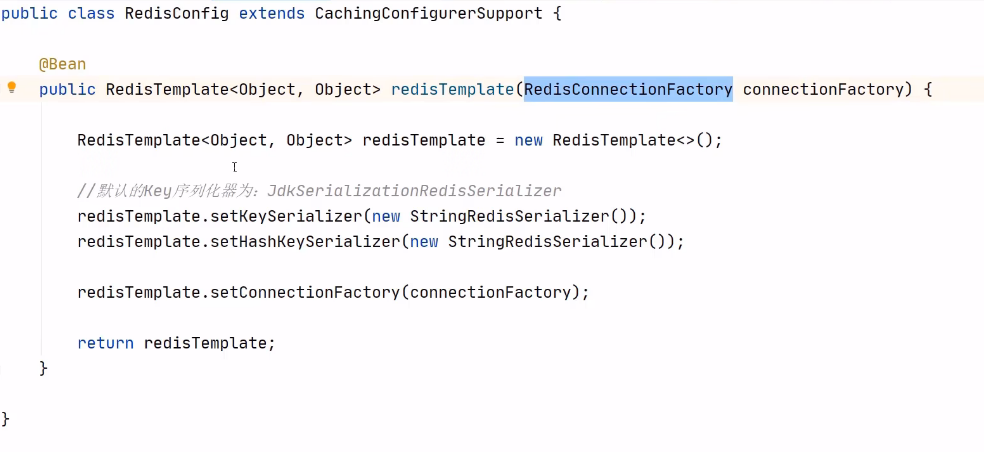 public class RedisConfig extends CachingConfigurerSupport {
@Bean
public RedisTemplate<Object, Object> redisTemplate(RedisConnectionFactory connectionFactory) {
RedisTemplate<Object, Object> redisTemplate = new RedisTemplate<>();
//默认的Key序列化器为：JdkSerializationRedisSerializer
redisTemplate.setKeySerializer(new StringRedisSerializer());
redisTemplate.setHashKeySerializer(new StringRedisSerializer());
redisTemplate.setConnectionFactory(connectionFactory);
return redisTemplate;
}
}